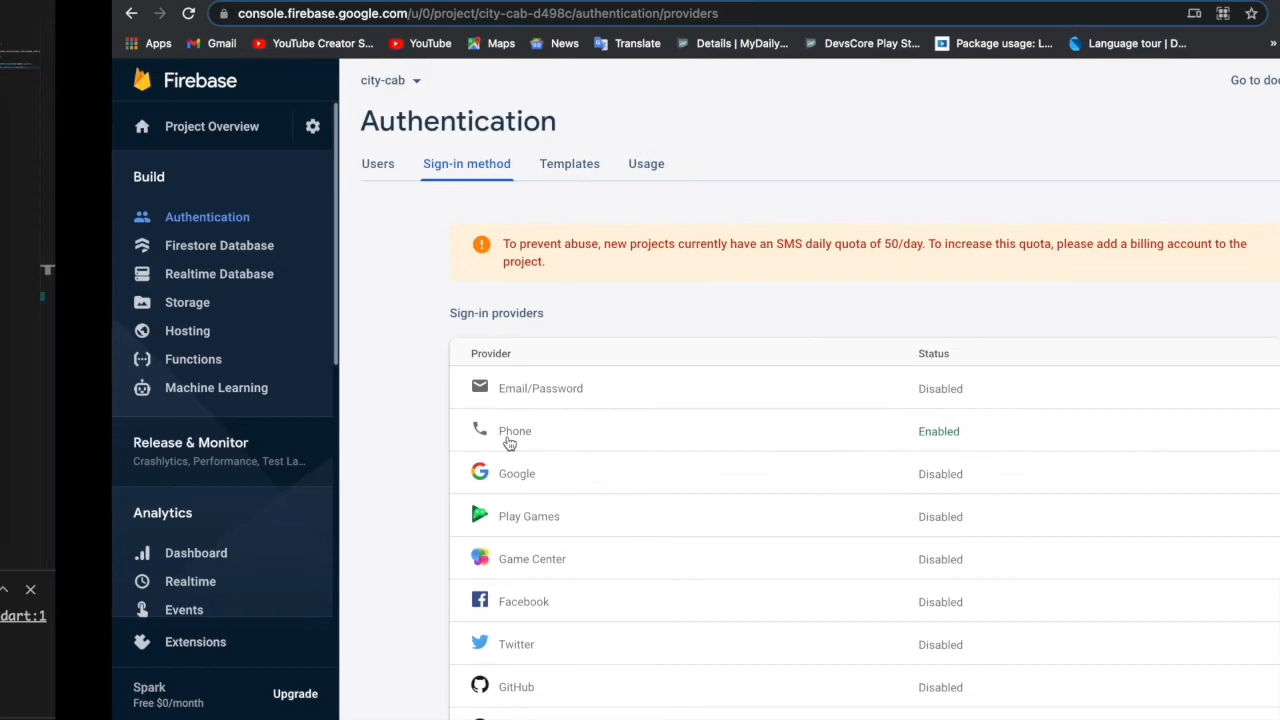 console.firebase.google.com/u/0/project/city-cab-d498c/authentication/providers
Apps
Gmail
YouTube Creator S...
YouTube
Maps
News
Translate
Details | MyDaily...
DevsCore Play St...
Package usage: L...
Language tour | D...
»
Firebase
city-cab
Go to doc
Project Overview
Authentication
Users
Sign-in method
Templates
Usage
Build
Authentication
Firestore Database
Realtime Database
Storage
Hosting
Functions
Machine Learning
Release & Monitor
Crashlytics, Performance, Test La...
Analytics
Dashboard
Realtime
Events
Extensions
Spark
Free $0/month
Upgrade
! To prevent abuse, new projects currently have an SMS daily quota of 50/day. To increase this quota, please add a billing account to the
project.
Sign-in providers
Provider Status
Email/Password Disabled
Phone Enabled
Google Disabled
Play Games Disabled
Game Center Disabled
Facebook Disabled
Twitter Disabled
GitHub Disabled
dart:1